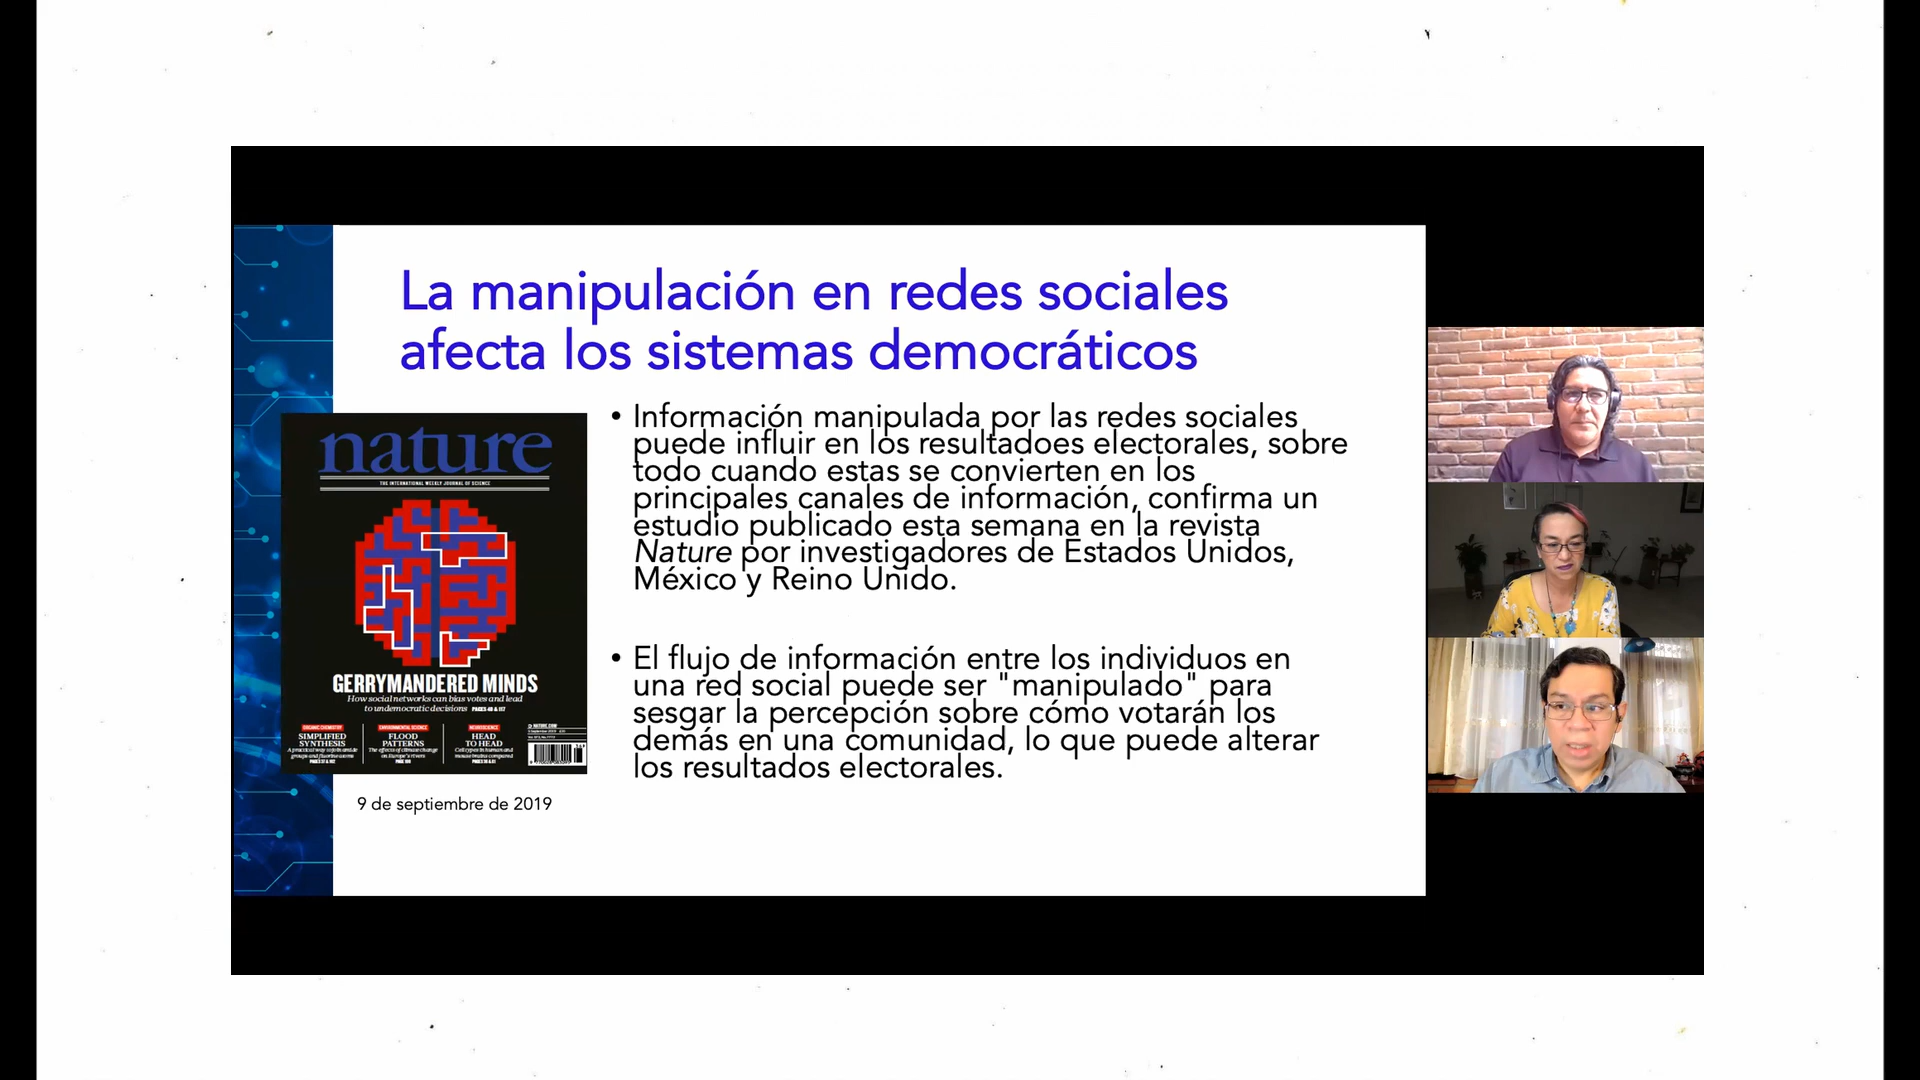 La manipulación en redes sociales
afecta los sistemas democráticos
nature
THE INTERNATIONAL WEEKLY JOURNAL OF SCIENCE
GERRYMANDERED MINDS
How social networks can bias votes and lead
to undemocratic decisions
ORGANIC CHEMISTRY
SIMPLIFIED
SYNTHESIS
ENVIRONMENTAL SCIENCE
FLOOD
PATTERNS
The effects of climate change
on Europe's rivers
NEUROSCIENCE
HEAD
TO HEAD
9 de septiembre de 2019
• Información manipulada por las redes sociales
puede influir en los resultadoes electorales, sobre
todo cuando estas se convierten en los
principales canales de información, confirma un
estudio publicado esta semana en la revista
Nature por investigadores de Estados Unidos,
México y Reino Unido.
• El flujo de información entre los individuos en
una red social puede ser "manipulado" para
sesgar la percepción sobre cómo votarán los
demás en una comunidad, lo que puede alterar
los resultados electorales.